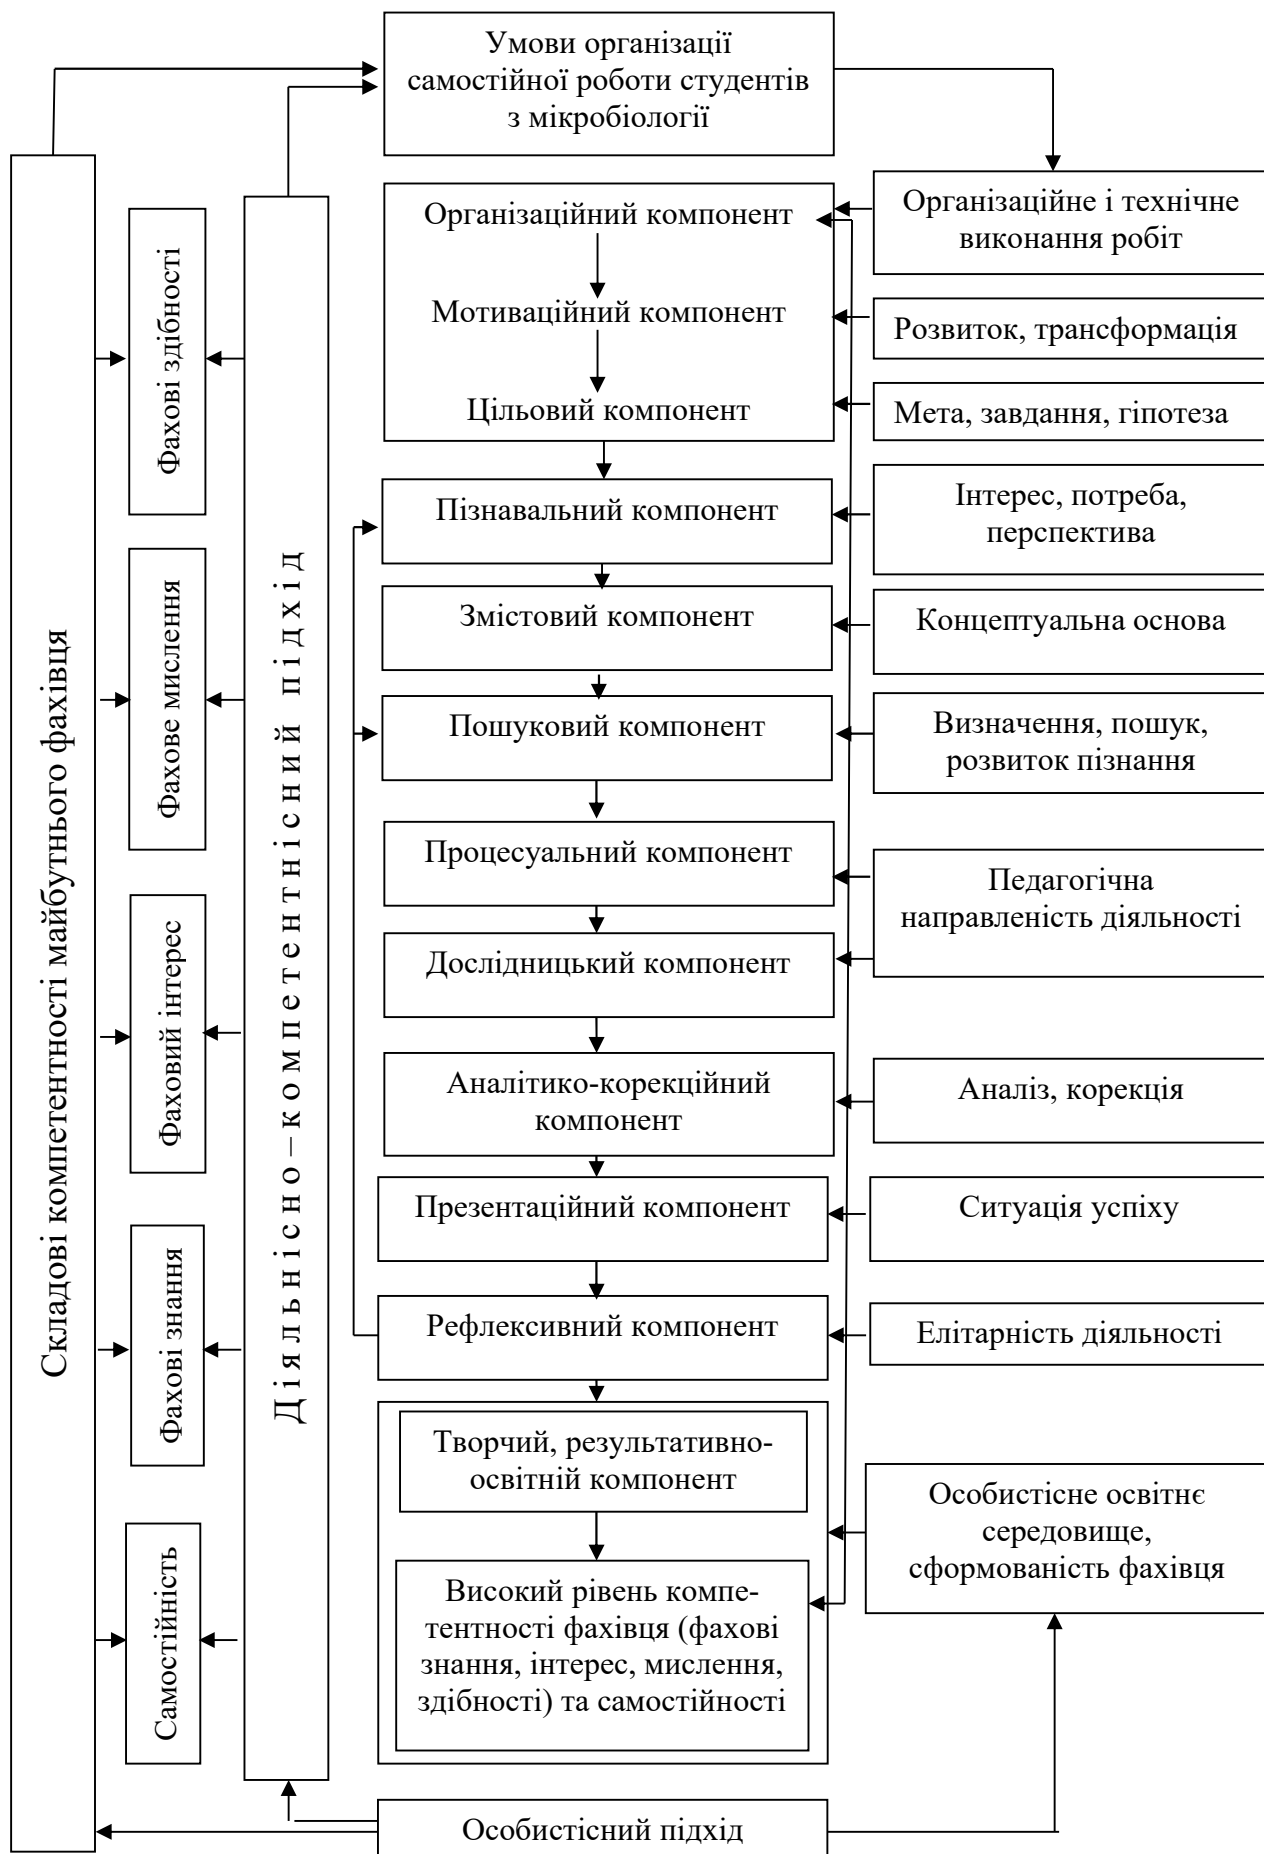 Умови організації
самостійної роботи студентів
з мікробіології
Організаційний компонент
Мотиваційний компонент
Цільовий компонент
Організаційне і технічне
виконання робіт
Розвиток, трансформація
Мета, завдання, гіпотеза
Пізнавальний компонент
Інтерес, потреба,
перспектива
Змістовий компонент
Концептуальна основа
Пошуковий компонент
Визначення, пошук,
розвиток пізнання
Процесуальний компонент
Педагогічна
направленість діяльності
Дослідницький компонент
Аналітико-корекційний
компонент
Аналіз, корекція
Презентаційний компонент
Ситуація успіху
Рефлексивний компонент
Елітарність діяльності
Творчий, результативно-
освітній компонент
Особистісне освітнє
середовище,
сформованість фахівця
Високий рівень компе-
тентності фахівця (фахові
знання, інтерес, мислення,
здібності) та самостійності
Особистісний підхід
Складові компетентності майбутнього фахівця
Фахові здібності
Фахове мислення
Фаховий інтерес
Фахові знання
Самостійність
Діяльнісно–компетентнісний підхід